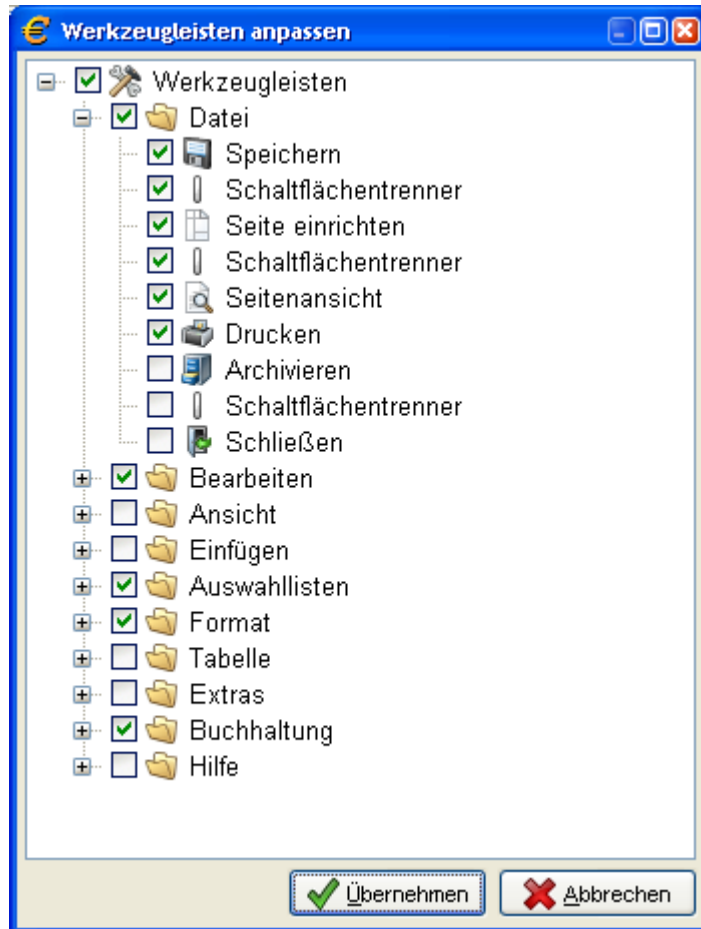 Werkzeugleisten anpassen
Werkzeugleisten
Datei
Speichern
Schaltflächentrenner
Seite einrichten
Schaltflächentrenner
Seitenansicht
Drucken
Archivieren
Schaltflächentrenner
Schließen
Bearbeiten
Ansicht
Einfügen
Auswahllisten
Format
Tabelle
Extras
Buchhaltung
Hilfe
Übernehmen Abbrechen